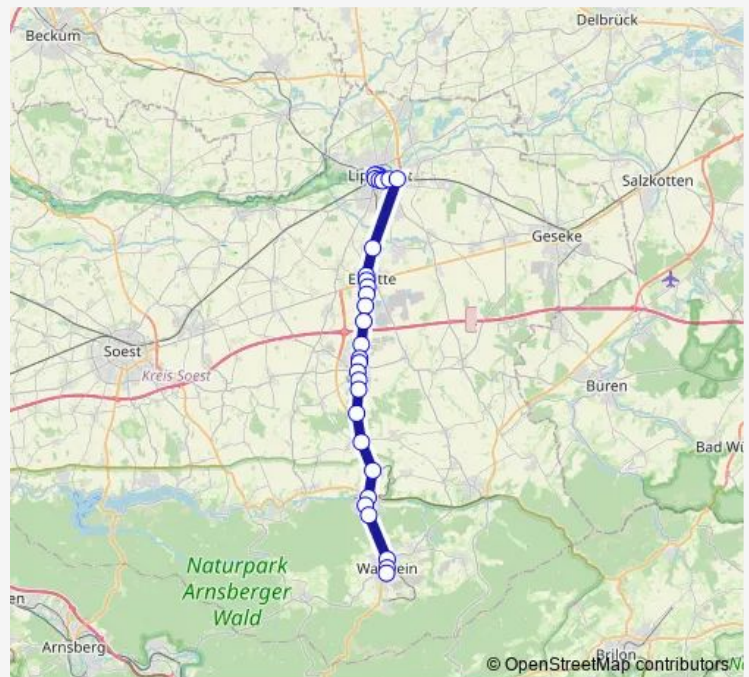 Delbrück
Beckum
Salzkotten
Geseke
Soest
Kreis Soest
Büren
Bad Wü
Naturpark
Arnsberger
Wald
Arnsberg
Brilon
© OpenStreetMap contributors